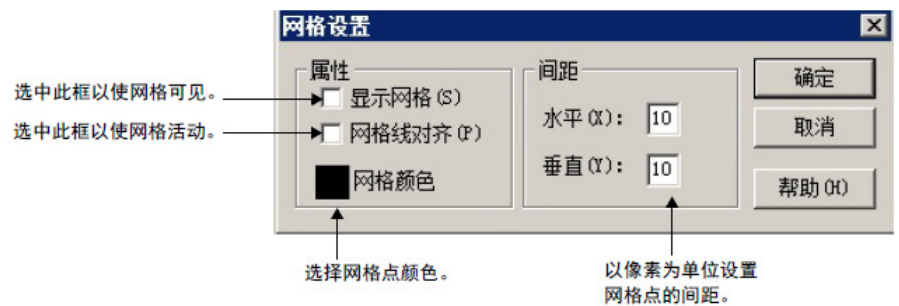 网格设置
属性
选中此框以使网格可见。
显示网格(S)
选中此框以使网格活动。
网格线对齐(P)
网格颜色
间距
水平(X): 10
垂直(Y): 10
确定
取消
帮助(H)
选择网格点颜色。
以像素为单位设置
网格点的间距。